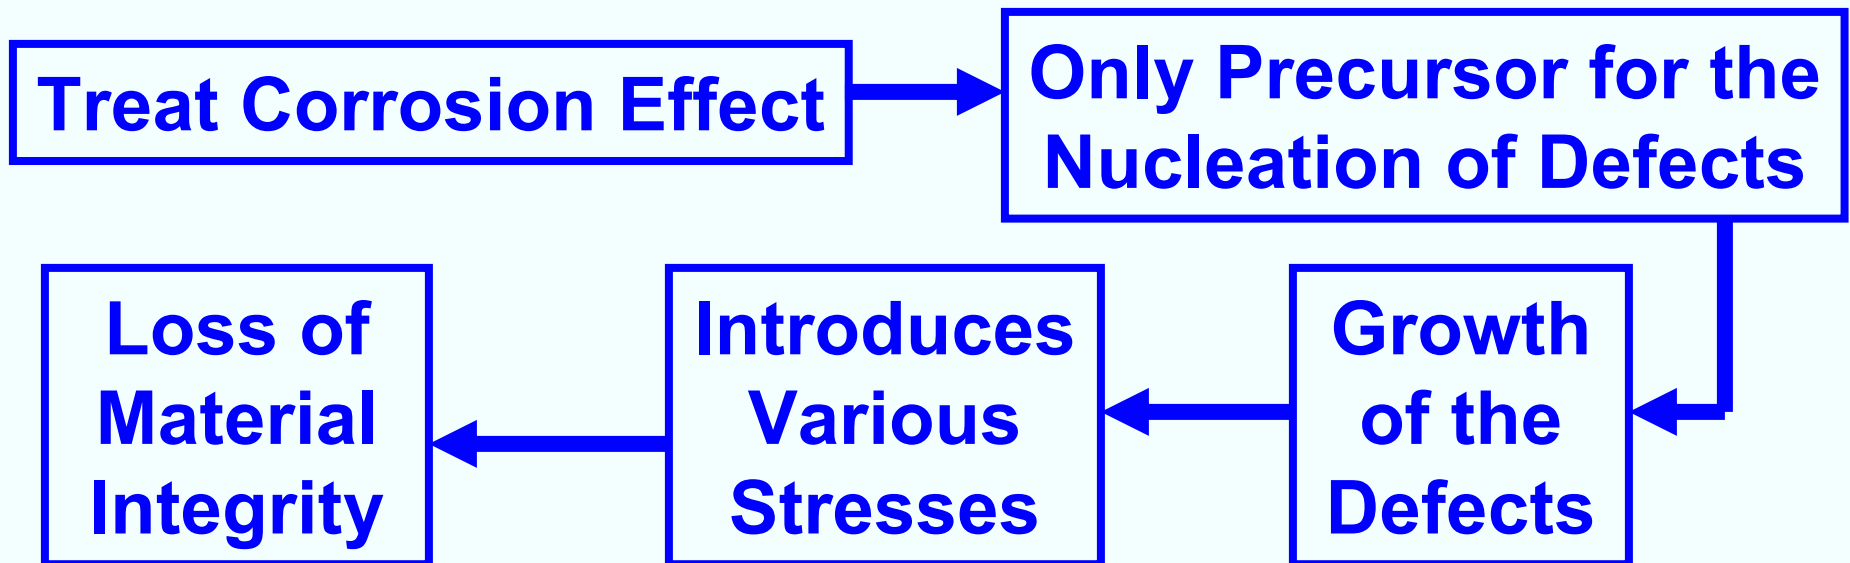 Treat Corrosion Effect
Only Precursor for the
Nucleation of Defects
Growth
of the
Defects
Introduces
Various
Stresses
Loss of
Material
Integrity